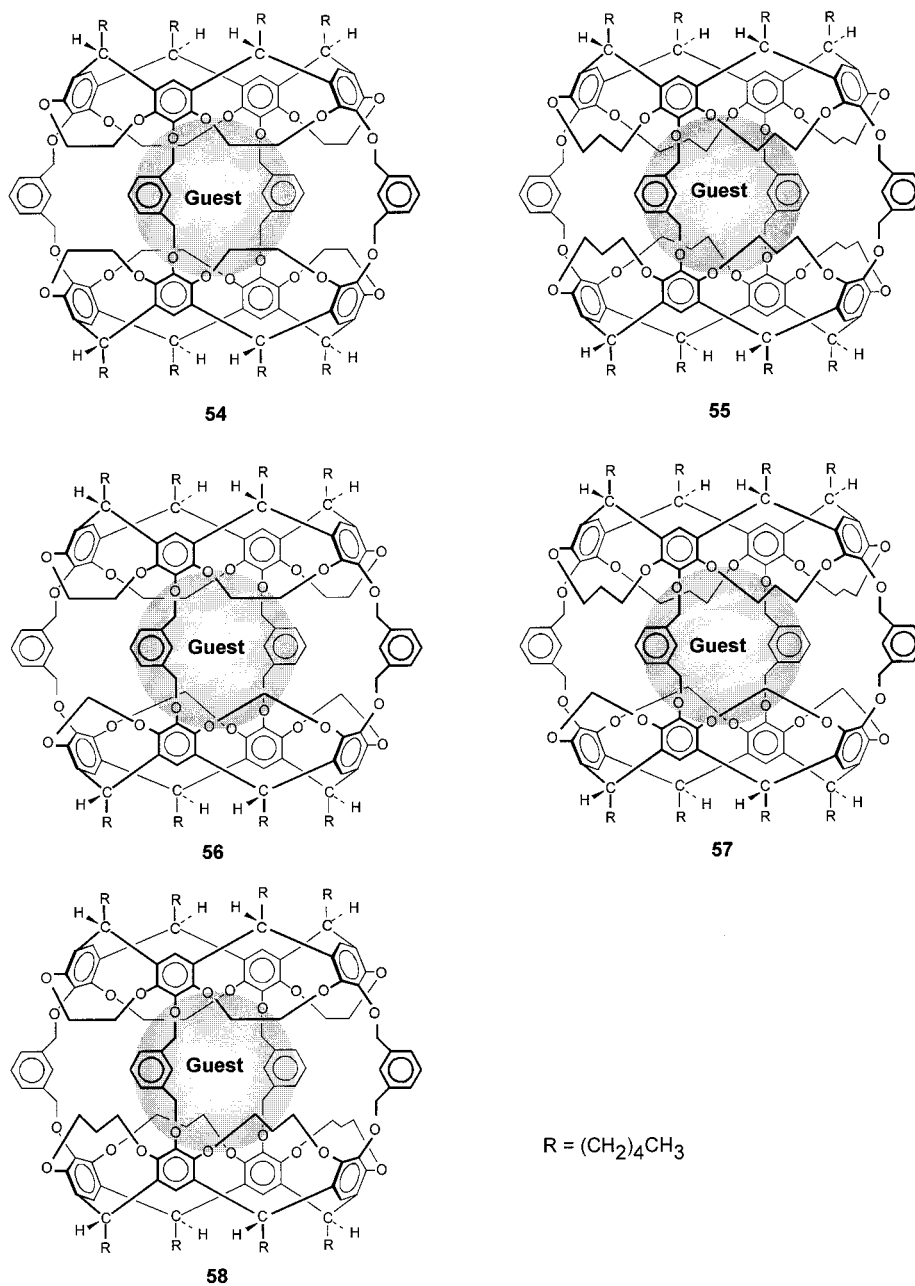 R R R R
H C C H H C C H
O O O O O O O O
O O O O
Guest
O O O O
O O O O O O O O
H C C H H C C H
R R R R
54
R R R R
H C C H H C C H
O O O O O O O O
O O O O
Guest
O O O O
O O O O O O O O
H C C H H C C H
R R R R
55
R R R R
H C C H H C C H
O O O O O O O O
O O O O
Guest
O O O O
O O O O O O O O
H C C H H C C H
R R R R
56
R R R R
H C C H H C C H
O O O O O O O O
O O O O
Guest
O O O O
O O O O O O O O
H C C H H C C H
R R R R
57
R R R R
H C C H H C C H
O O O O O O O O
O O O O
Guest
O O O O
O O O O O O O O
H C C H H C C H
R R R R
58
R = (CH2)4CH3